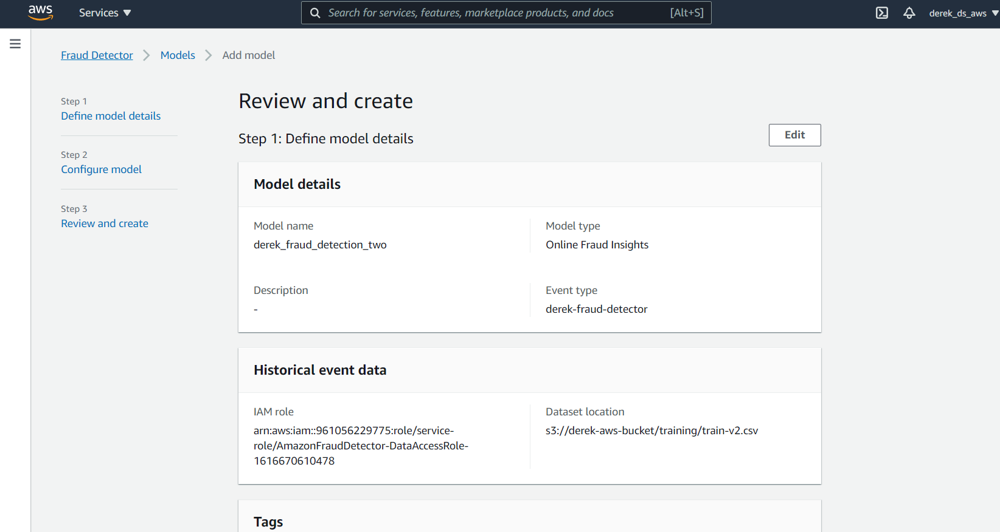 aws
Services
Search for services, features, marketplace products, and docs
[Alt+S]
derek_ds_aws
Fraud Detector
Models
Add model
Step 1
Define model details
Step 2
Configure model
Step 3
Review and create
Review and create
Step 1: Define model details
Edit
Model details
Model name
derek_fraud_detection_two
Model type
Online Fraud Insights
Description
-
Event type
derek-fraud-detector
Historical event data
IAM role
arn:aws:iam::961056229775:role/service-
role/AmazonFraudDetector-DataAccessRole-
1616670610478
Dataset location
s3://derek-aws-bucket/training/train-v2.csv
Tags